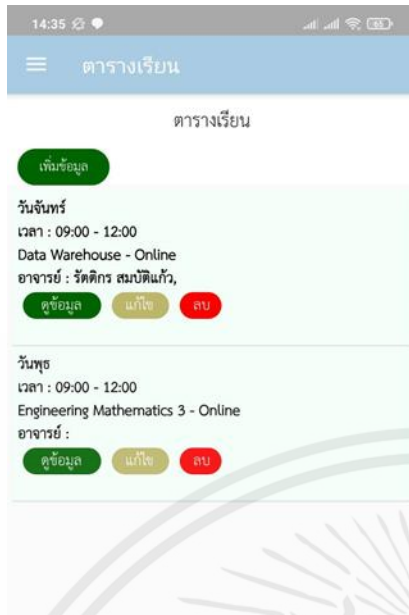 14:35
65
ตารางเรียน
ตารางเรียน
เพิ่มข้อมูล
วันจันทร์
เวลา : 09:00 - 12:00
Data Warehouse - Online
อาจารย์ : รัตติกร สมบัติแก้ว,
ดูข้อมูล แก้ไข ลบ
วันพุธ
เวลา : 09:00 - 12:00
Engineering Mathematics 3 - Online
อาจารย์ :
ดูข้อมูล แก้ไข ลบ